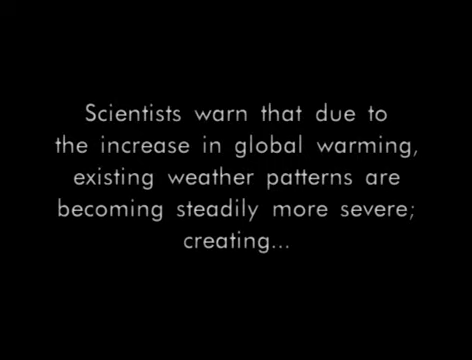 Scientists warn that due to
the increase in global warming,
existing weather patterns are
becoming steadily more severe;
creating...